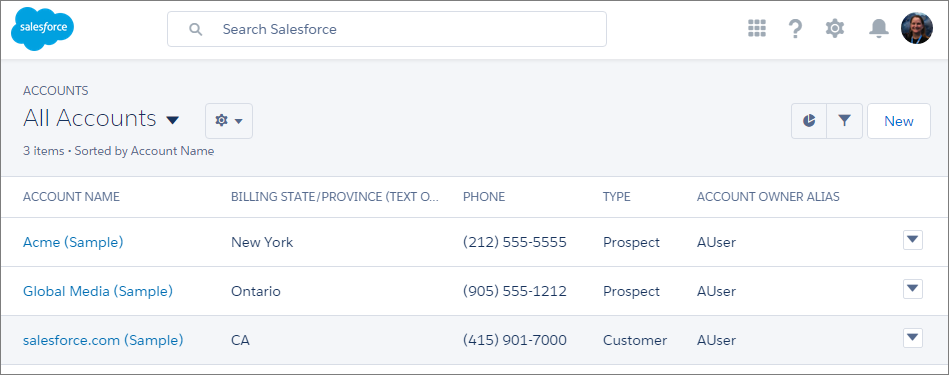 salesforce
Search Salesforce
?
ACCOUNTS
All Accounts
3 items • Sorted by Account Name
New
ACCOUNT NAME BILLING STATE/PROVINCE (TEXT O... PHONE TYPE ACCOUNT OWNER ALIAS
Acme (Sample) New York (212) 555-5555 Prospect AUser
Global Media (Sample) Ontario (905) 555-1212 Prospect AUser
salesforce.com (Sample) CA (415) 901-7000 Customer AUser